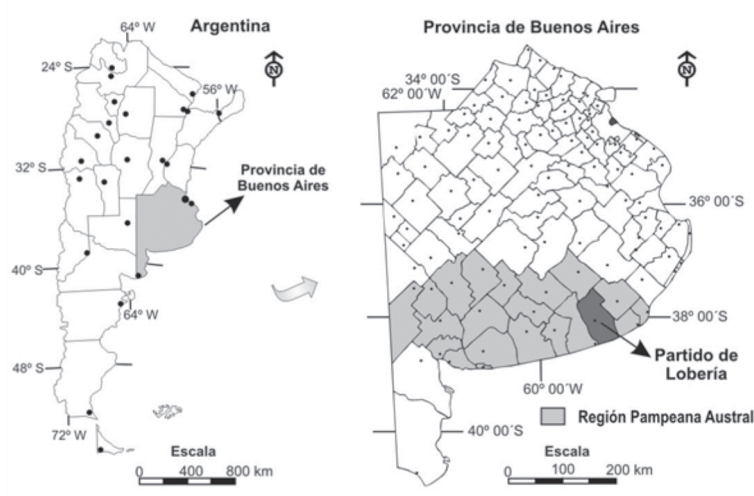 Argentina
64º W
24º S
56º W
32º S
Provincia de
Buenos Aires
40º S
64º W
48º S
72º W
Escala
0 400 800 km
Provincia de Buenos Aires
N
34º 00´S
62º 00´W
36º 00´S
38º 00´S
Partido de
Lobería
60º 00´W
Región Pampeana Austral
40º 00´S
Escala
0 100 200 km
N